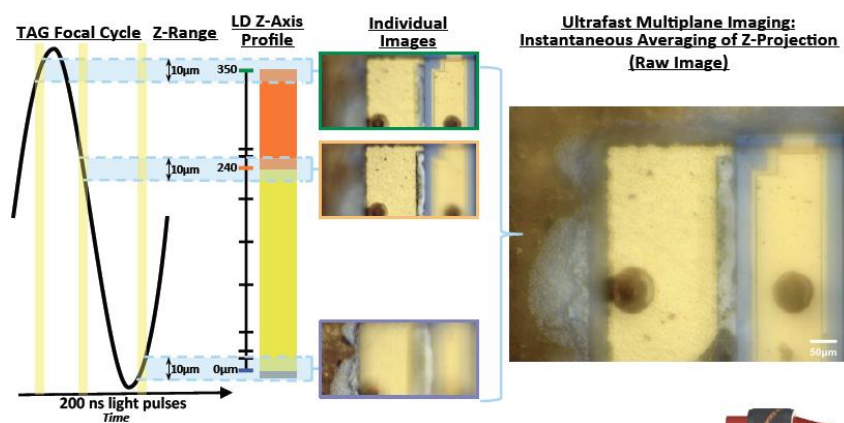 TAG Focal Cycle
Z-Range
LD Z-Axis
Profile
Individual
Images
Ultrafast Multiplane Imaging:
Instantaneous Averaging of Z-Projection
(Raw Image)
10µm
350
10µm
240
10µm
0µm
50µm
200 ns light pulses
Time